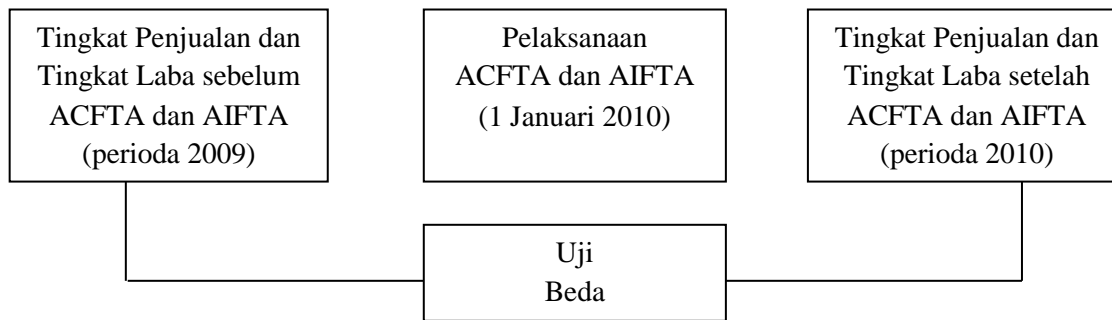 Tingkat Penjualan dan
Tingkat Laba sebelum
ACFTA dan AIFTA
(perioda 2009)
Pelaksanaan
ACFTA dan AIFTA
(1 Januari 2010)
Tingkat Penjualan dan
Tingkat Laba setelah
ACFTA dan AIFTA
(perioda 2010)
Uji
Beda